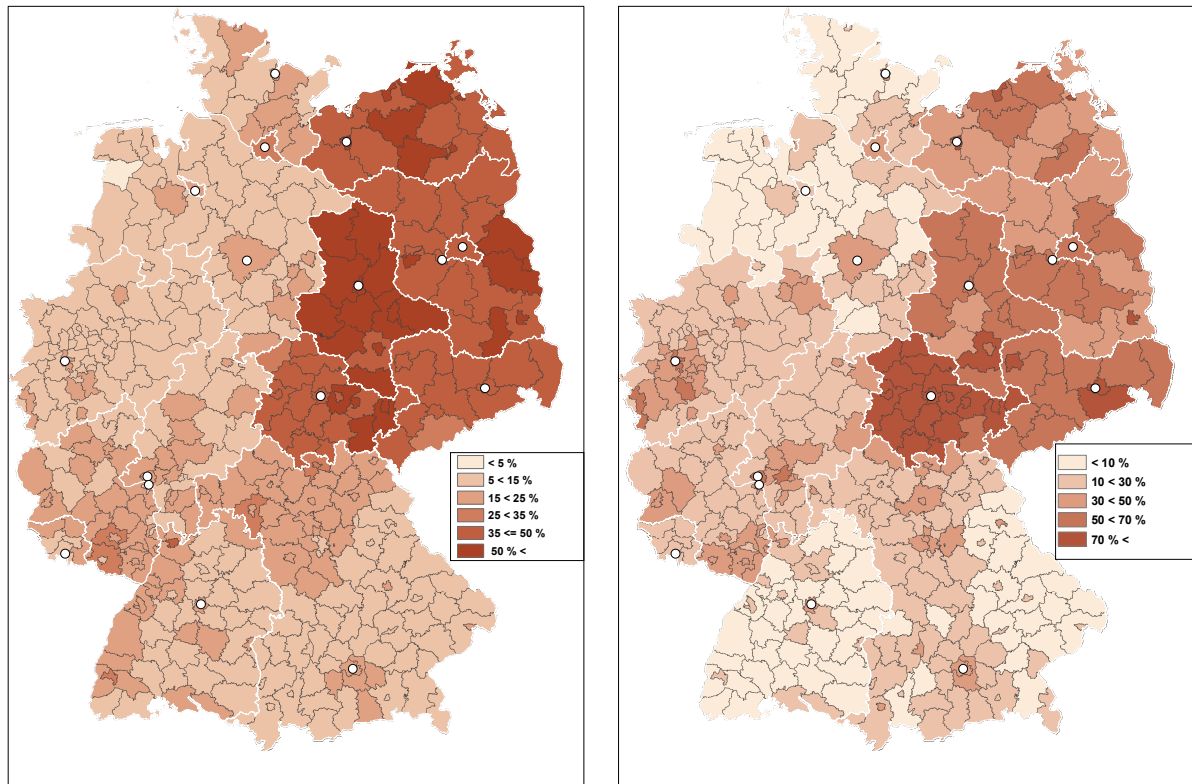 < 5 %
5 < 15 %
15 < 25 %
25 < 35 %
35 <= 50 %
50 % <
< 10 %
10 < 30 %
30 < 50 %
50 < 70 %
70 % <